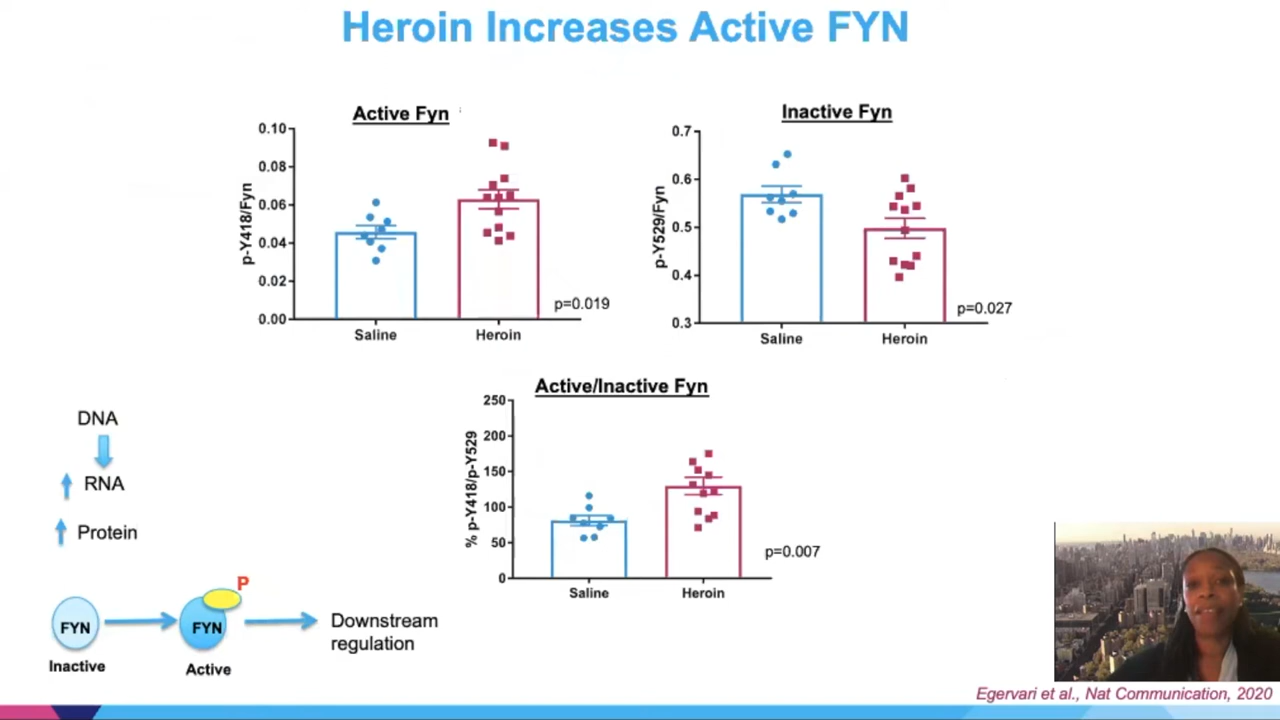 Heroin Increases Active FYN
Active Fyn
0.10
0.08
0.06
0.04
0.02
0.00
p-Y418/Fyn
Saline
Heroin
p=0.019
Inactive Fyn
0.7
0.6
0.5
0.4
0.3
p-Y529/Fyn
Saline
Heroin
p=0.027
Active/Inactive Fyn
250
200
150
100
50
0
% p-Y418/p-Y529
Saline
Heroin
p=0.007
DNA
RNA
Protein
P
FYN
FYN
Inactive
Active
Downstream
regulation
Egervari et al., Nat Communication, 2020